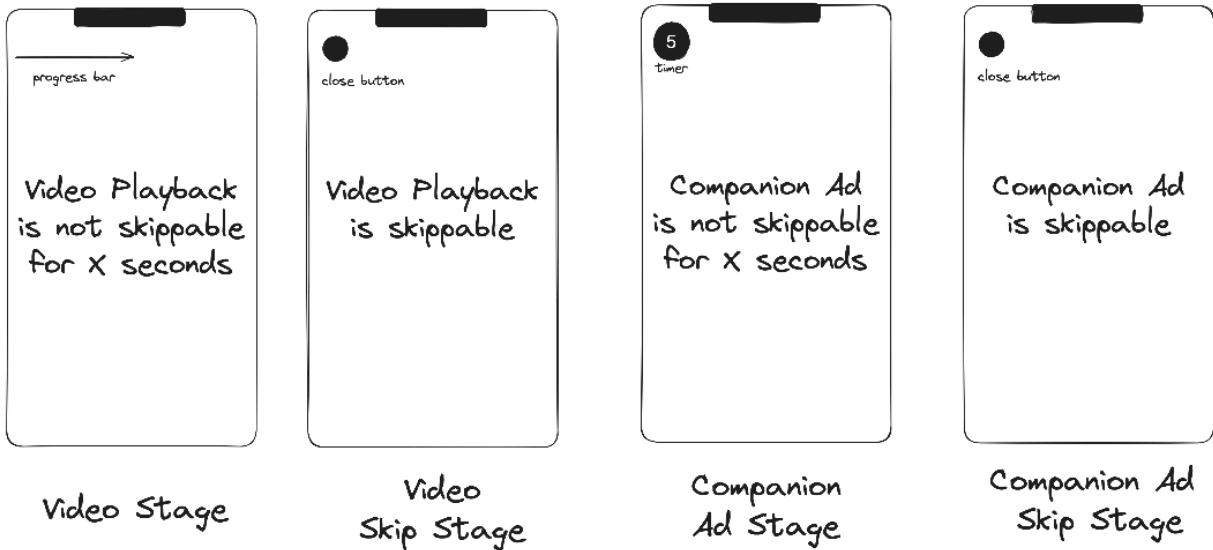 progress bar
Video Playback
is not skippable
for X seconds
Video Stage
close button
Video Playback
is skippable
Video
Skip Stage
5
timer
Companion Ad
is not skippable
for X seconds
Companion
Ad Stage
close button
Companion Ad
is skippable
Companion Ad
Skip Stage